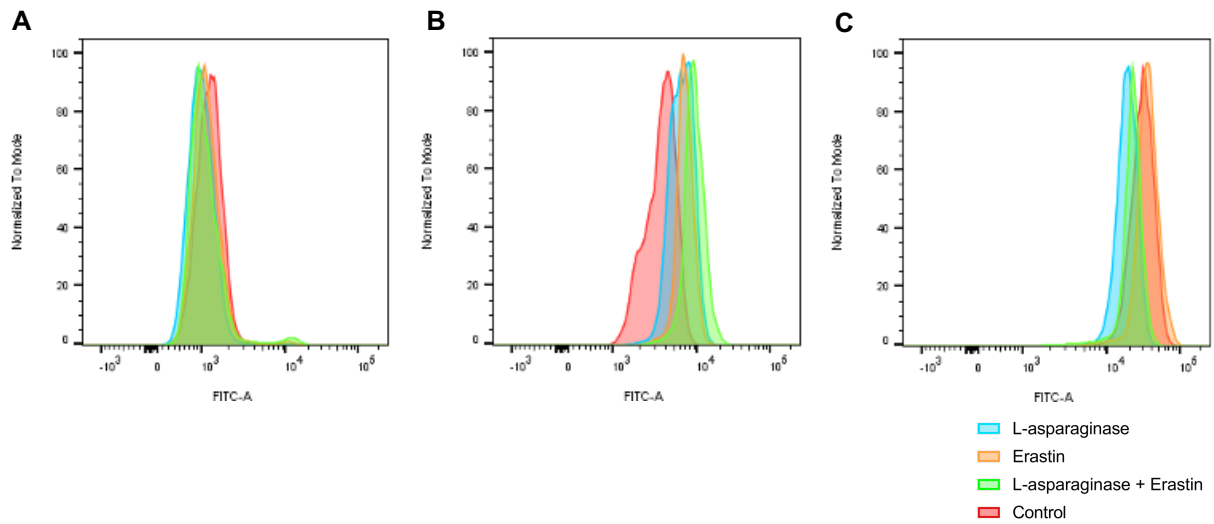 A
B
C
100
80
60
40
20
0
Normalized To Mode
-10³
0
10³
10⁴
10⁵
FITC-A
100
80
60
40
20
0
Normalized To Mode
-10³
0
10³
10⁴
10⁵
FITC-A
100
80
60
40
20
0
Normalized To Mode
-10³
0
10³
10⁴
10⁵
FITC-A
L-asparaginase
Erastin
L-asparaginase + Erastin
Control